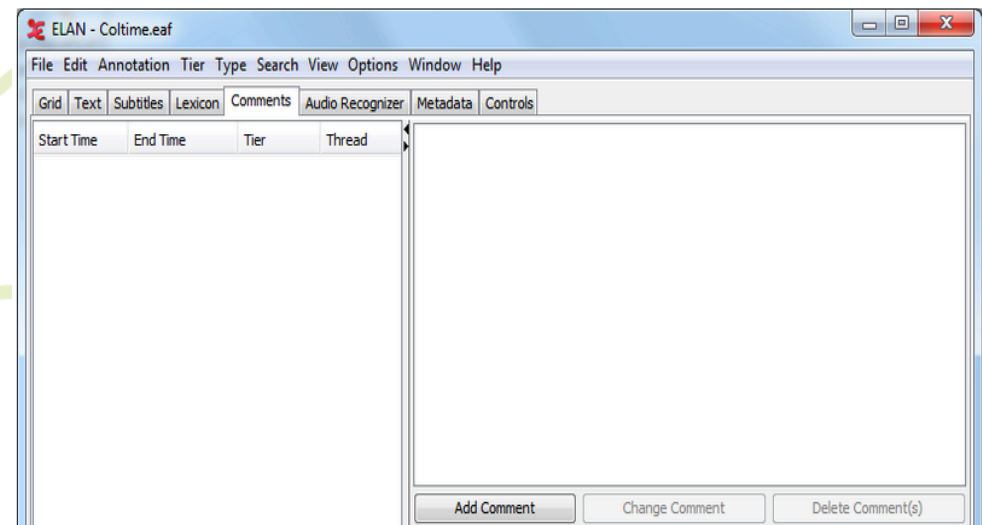 ELAN - Coltime.eaf
File Edit Annotation Tier Type Search View Options Window Help
Grid Text Subtitles Lexicon Comments Audio Recognizer Metadata Controls
Start Time End Time Tier Thread
Add Comment Change Comment Delete Comment(s)